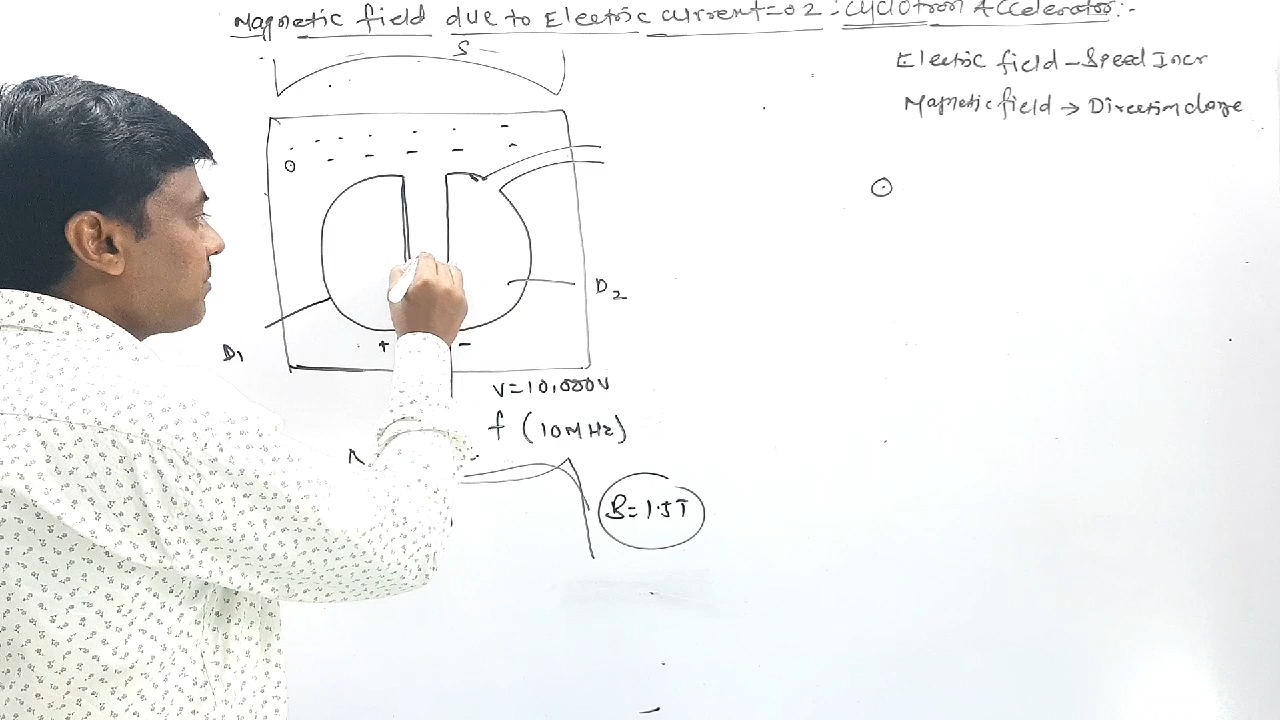 Magnetic field due to Electric current=02: Cyclotron Accelerator:-
S
Electric field - Speed Incr
Magnetic field → Direction change
D2
+ -
D1
V=10,000V
f (10MHz)
N
B=1.5T